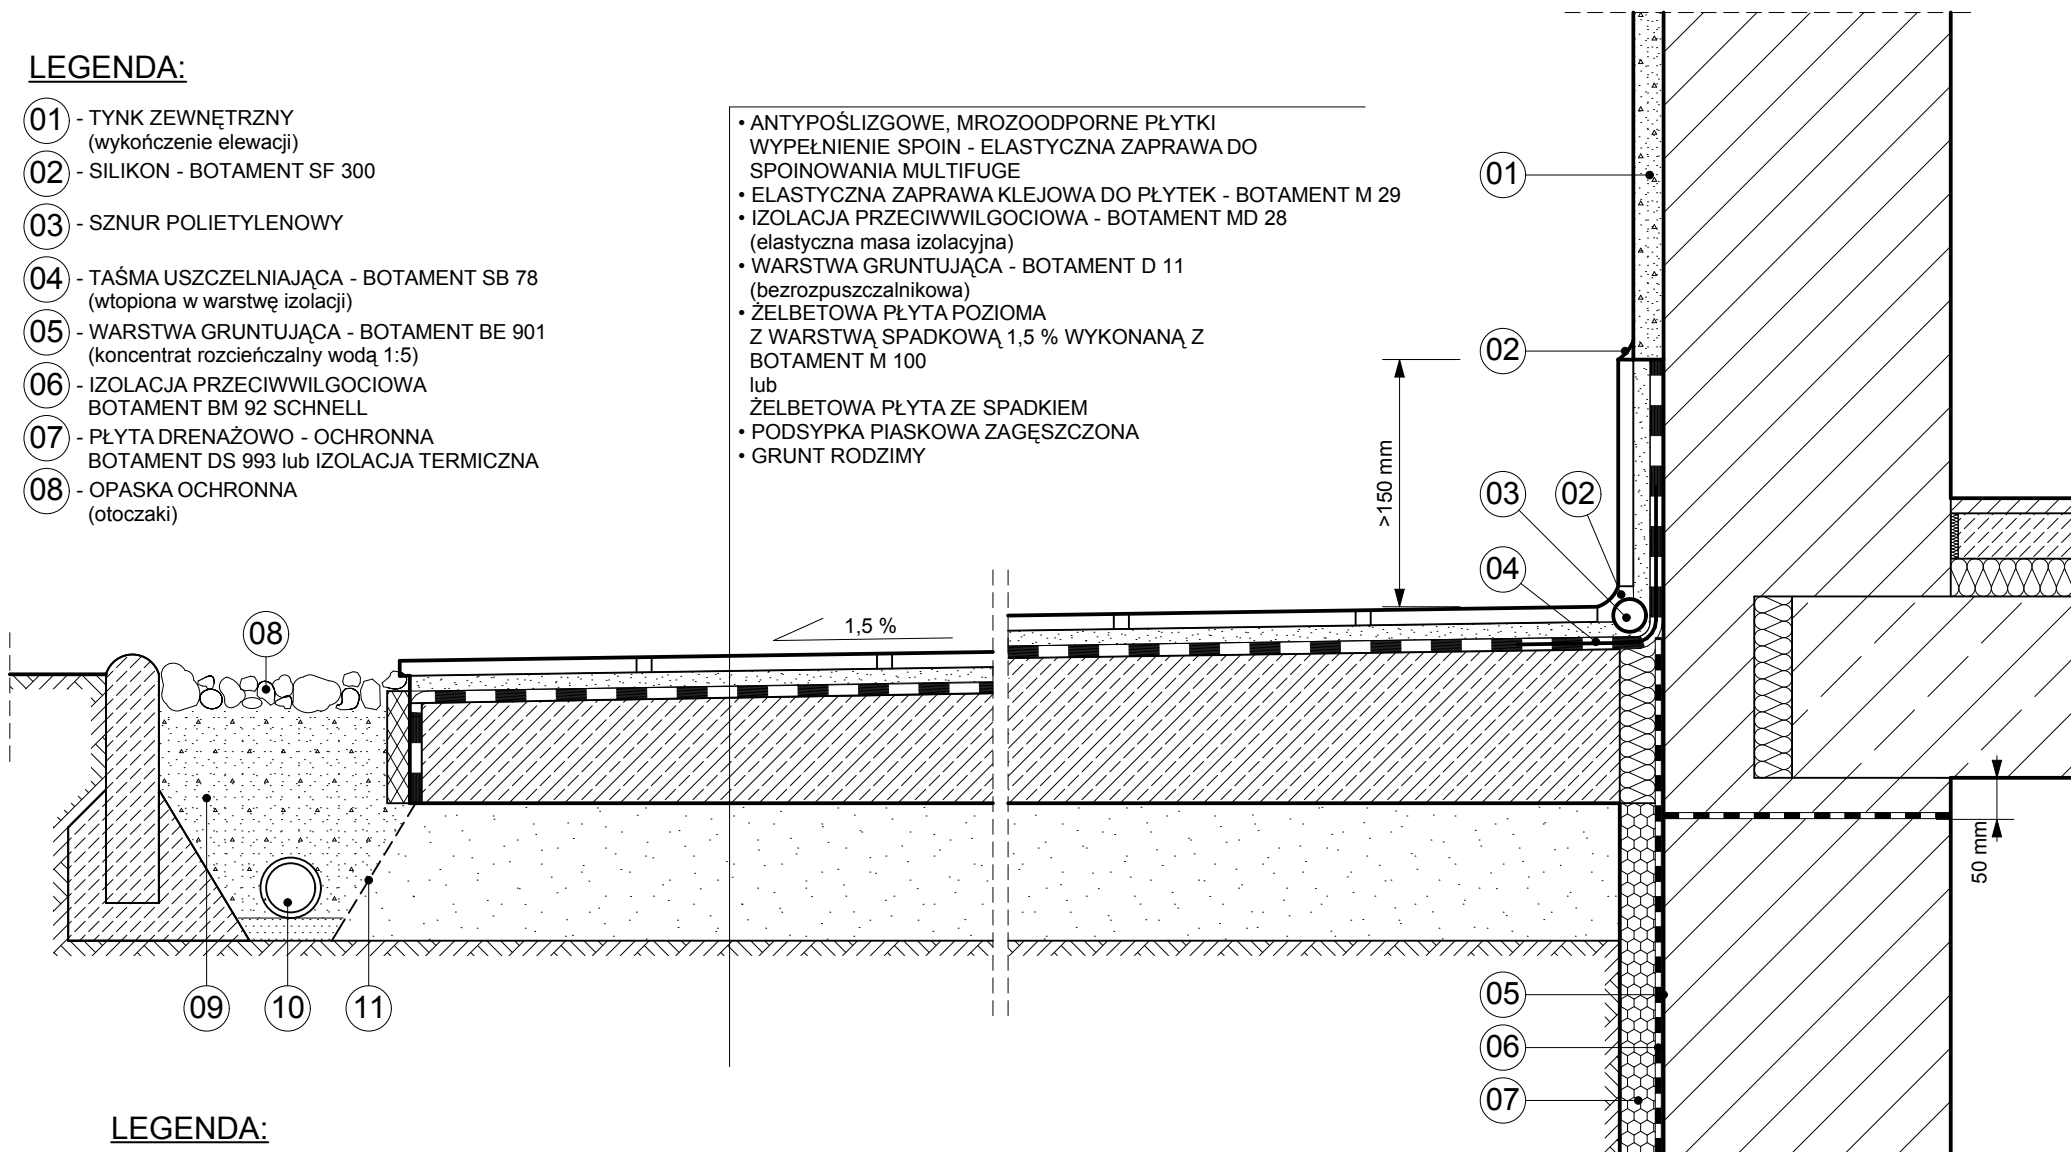 LEGENDA:
01 - TYNK ZEWNĘTRZNY
(wykończenie elewacji)
02 - SILIKON - BOTAMENT SF 300
03 - SZNUR POLIETYLENOWY
04 - TAŚMA USZCZELNIAJĄCA - BOTAMENT SB 78
(wtopiona w warstwę izolacji)
05 - WARSTWA GRUNTUJĄCA - BOTAMENT BE 901
(koncentrat rozcieńczalny wodą 1:5)
06 - IZOLACJA PRZECIWWILGOCIOWA
BOTAMENT BM 92 SCHNELL
07 - PŁYTA DRENAŻOWO - OCHRONNA
BOTAMENT DS 993 lub IZOLACJA TERMICZNA
08 - OPASKA OCHRONNA
(otoczaki)
• ANTYPOŚLIZGOWE, MROZOODPORNE PŁYTKI
WYPEŁNIENIE SPOIN - ELASTYCZNA ZAPRAWA DO
SPOINOWANIA MULTIFUGE
• ELASTYCZNA ZAPRAWA KLEJOWA DO PŁYTEK - BOTAMENT M 29
• IZOLACJA PRZECIWWILGOCIOWA - BOTAMENT MD 28
(elastyczna masa izolacyjna)
• WARSTWA GRUNTUJĄCA - BOTAMENT D 11
(bezrozpuszczalnikowa)
• ŻELBETOWA PŁYTA POZIOMA
Z WARSTWĄ SPADKOWĄ 1,5 % WYKONANĄ Z
BOTAMENT M 100
lub
ŻELBETOWA PŁYTA ZE SPADKIEM
• PODSYPKA PIASKOWA ZAGĘSZCZONA
• GRUNT RODZIMY
01
02
>150 mm
03 02
04
08
1,5 %
50 mm
09 10 11
05
06
07
LEGENDA: